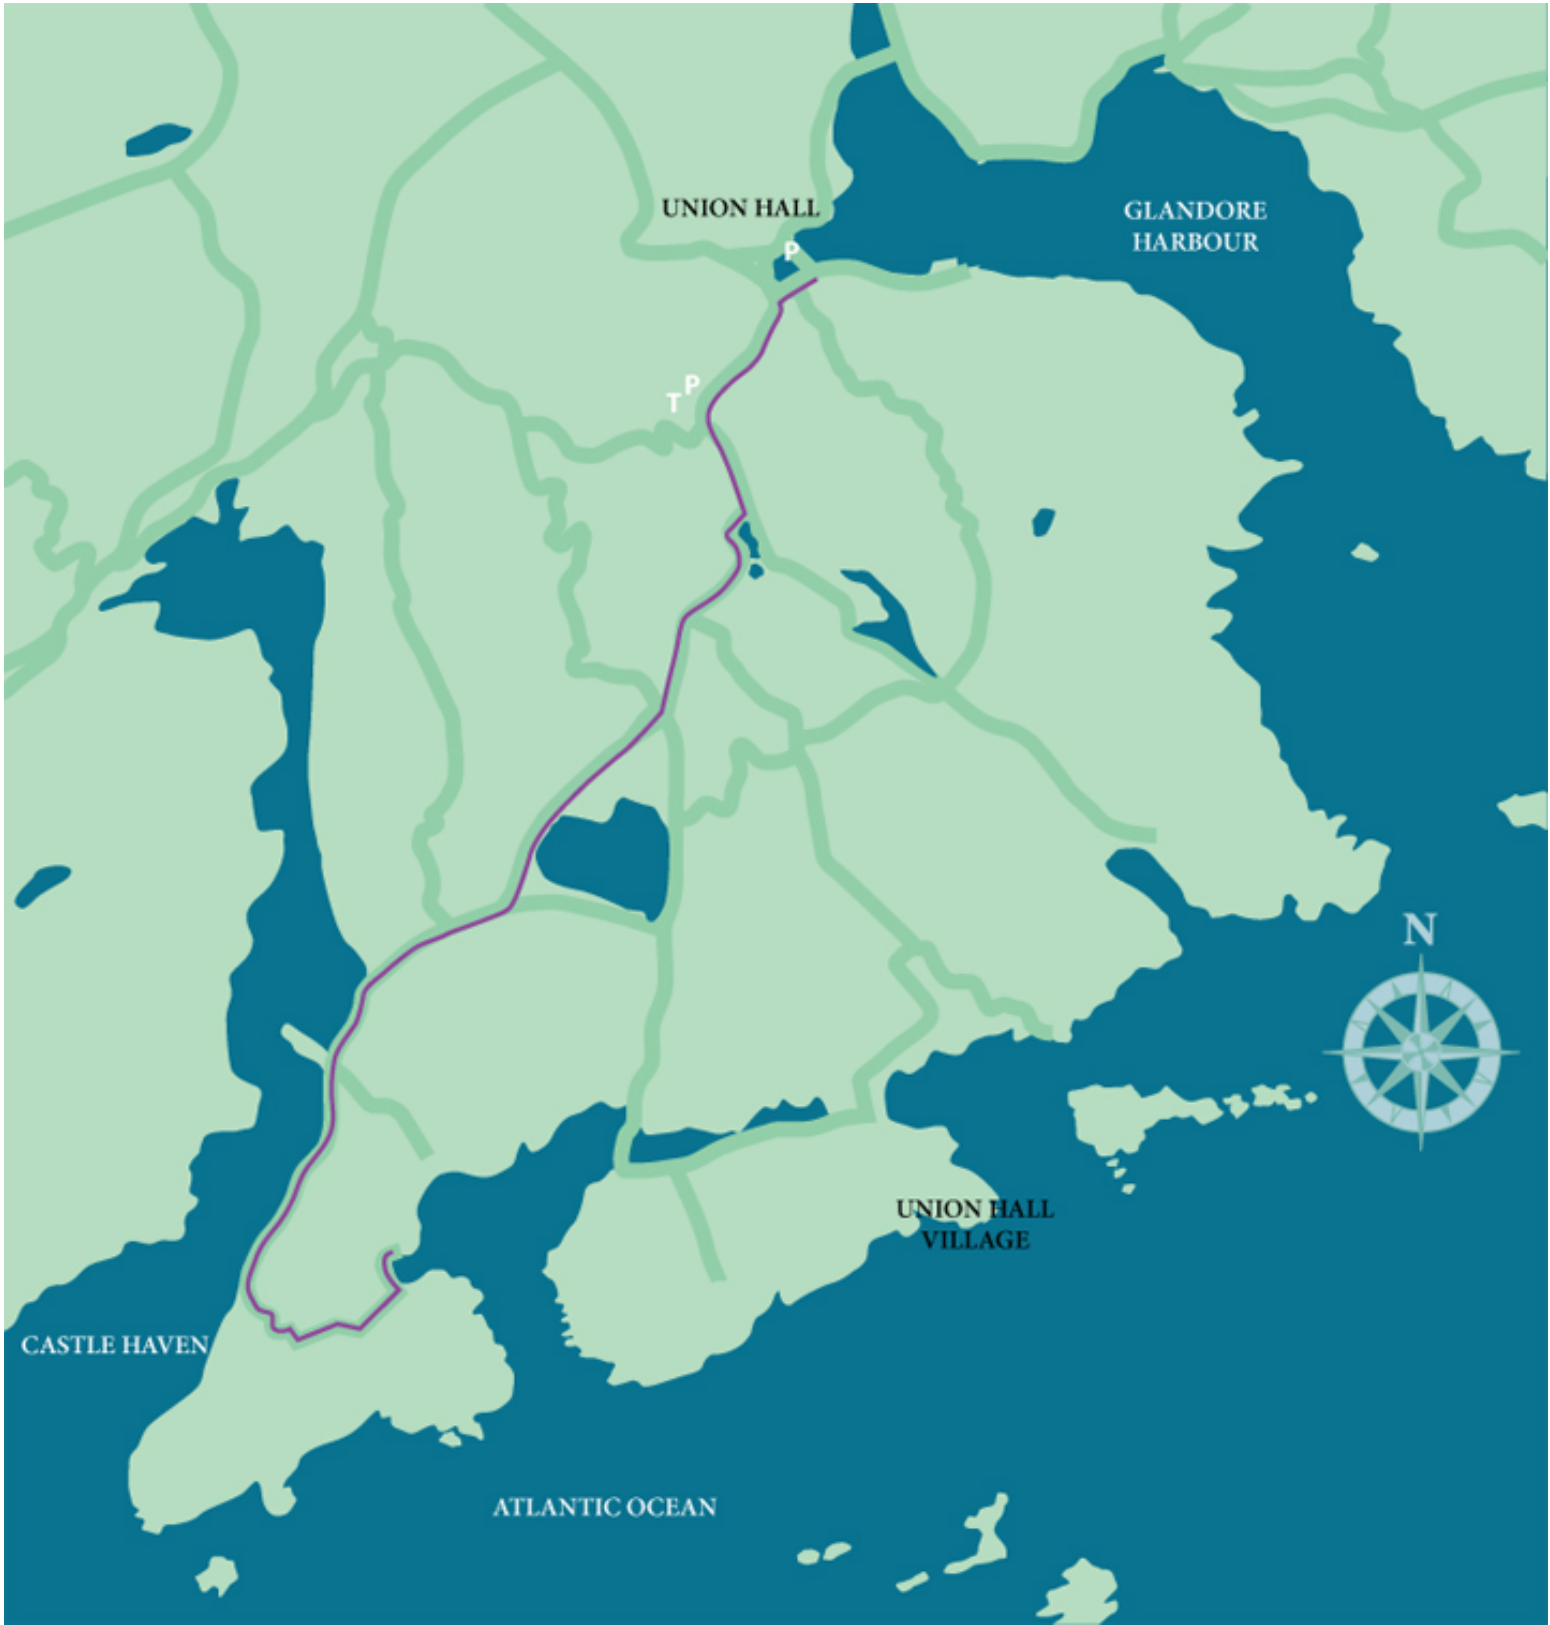 UNION HALL
GLANDORE
HARBOUR
P
P
T
N
UNION HALL
VILLAGE
CASTLE HAVEN
ATLANTIC OCEAN